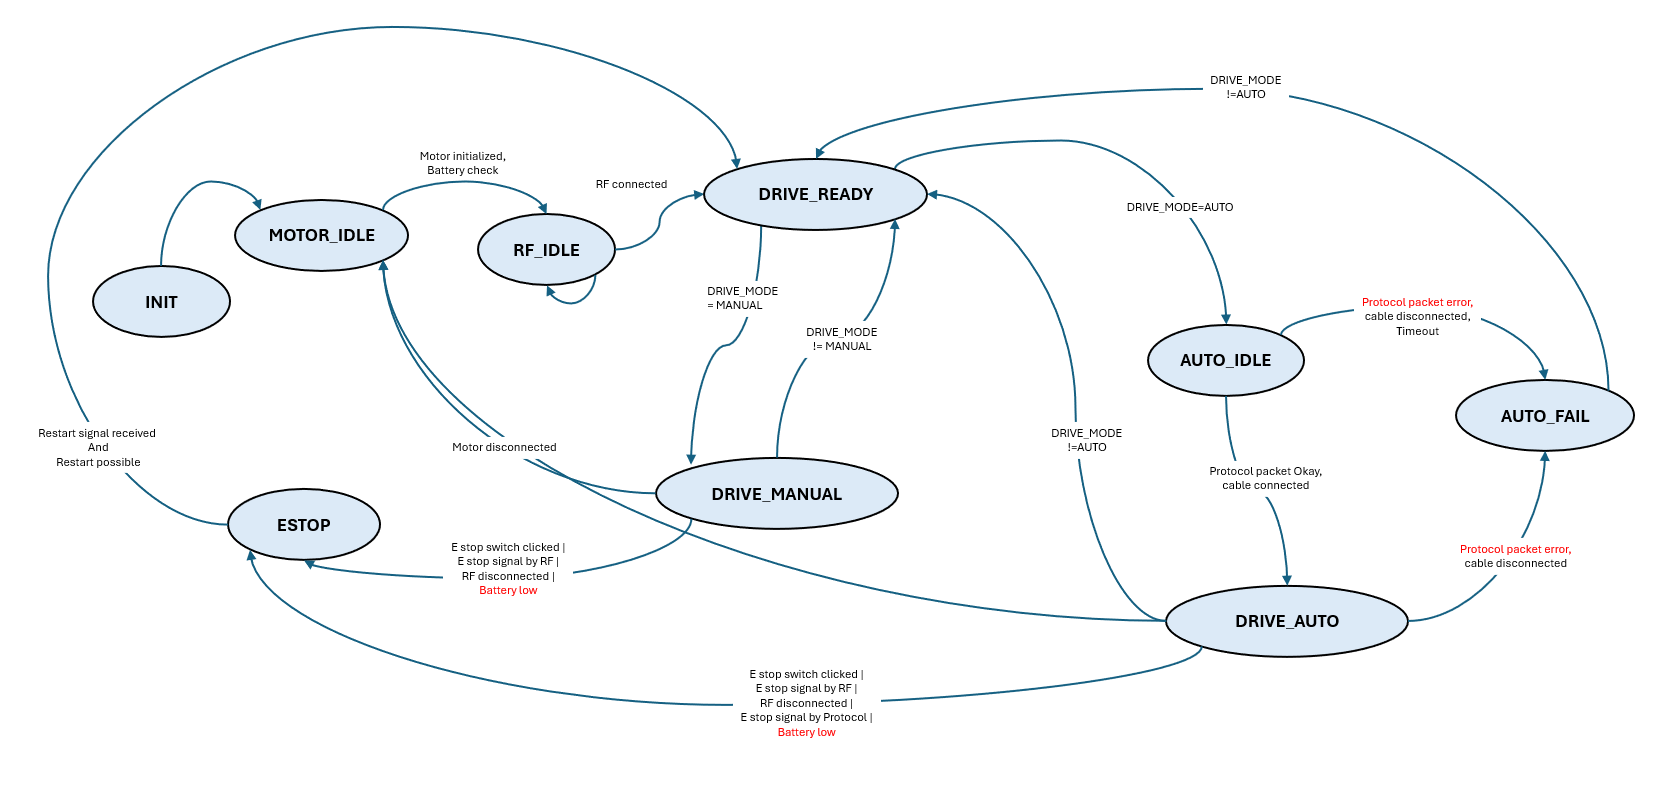 DRIVE_MODE
!=AUTO
Motor initialized,
Battery check
RF connected
DRIVE_READY
DRIVE_MODE=AUTO
MOTOR_IDLE
RF_IDLE
INIT
DRIVE_MODE
= MANUAL
DRIVE_MODE
!= MANUAL
Protocol packet error,
cable disconnected,
Timeout
AUTO_IDLE
AUTO_FAIL
Restart signal received
And
Restart possible
Motor disconnected
DRIVE_MODE
!=AUTO
Protocol packet Okay,
cable connected
DRIVE_MANUAL
ESTOP
E stop switch clicked |
E stop signal by RF |
RF disconnected |
Battery low
Protocol packet error,
cable disconnected
DRIVE_AUTO
E stop switch clicked |
E stop signal by RF |
RF disconnected |
E stop signal by Protocol |
Battery low